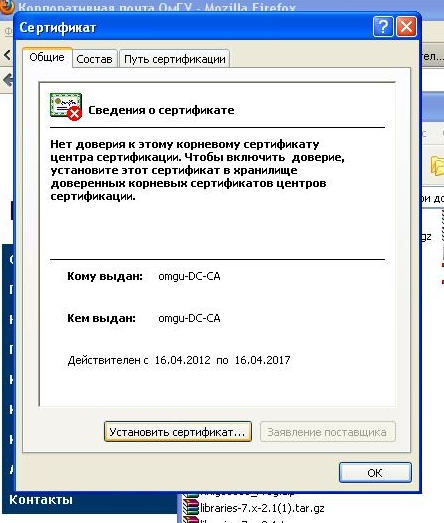 Корпоративная почта ОмГУ - Mozilla Firefox
Сертификат
Общие
Состав
Путь сертификации
Сведения о сертификате
Нет доверия к этому корневому сертификату
центра сертификации. Чтобы включить доверие,
установите этот сертификат в хранилище
доверенных корневых сертификатов центров
сертификации.
Кому выдан: omgu-DC-CA
Кем выдан: omgu-DC-CA
Действителен с 16.04.2012 по 16.04.2017
Установить сертификат...
Заявление поставщика
OK
Контакты
libraries-7.x-2.1(1).tar.gz